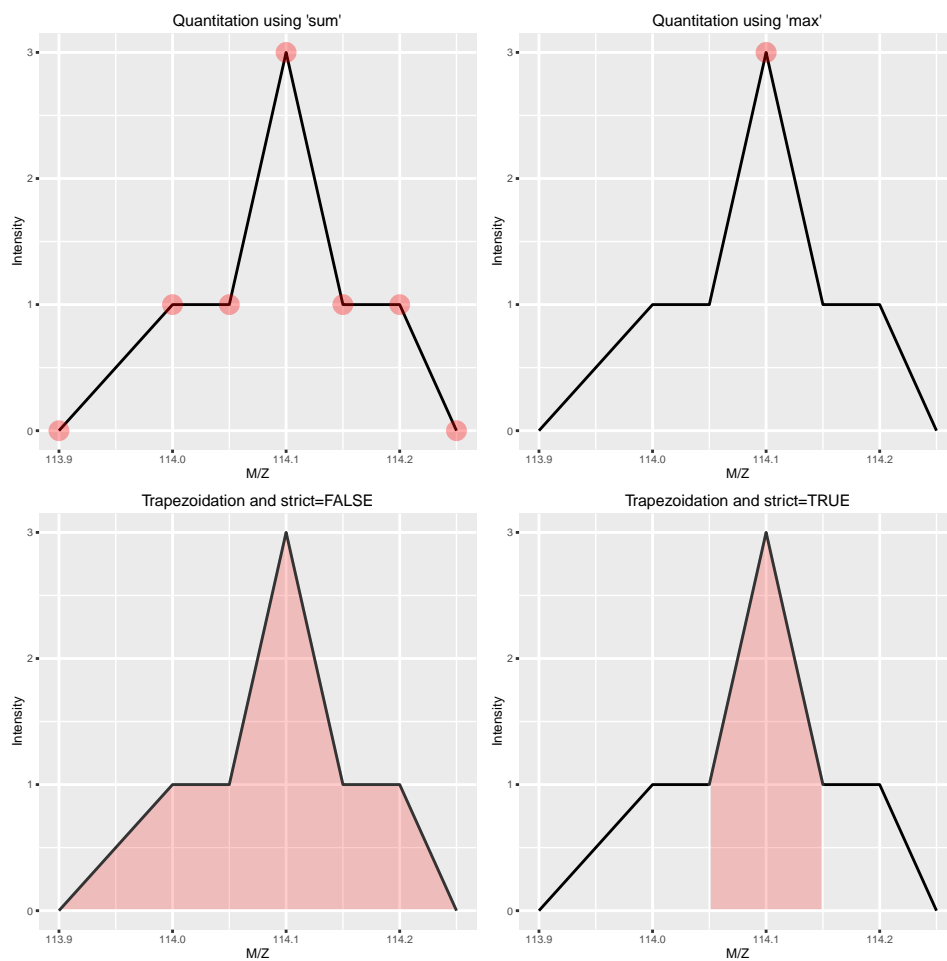 Quantitation using 'sum'
3
2
1
0
Intensity
113.9 114.0 114.1 114.2
M/Z
Quantitation using 'max'
3
2
1
0
Intensity
113.9 114.0 114.1 114.2
M/Z
Trapezoidation and strict=FALSE
3
2
1
0
Intensity
113.9 114.0 114.1 114.2
M/Z
Trapezoidation and strict=TRUE
3
2
1
0
Intensity
113.9 114.0 114.1 114.2
M/Z